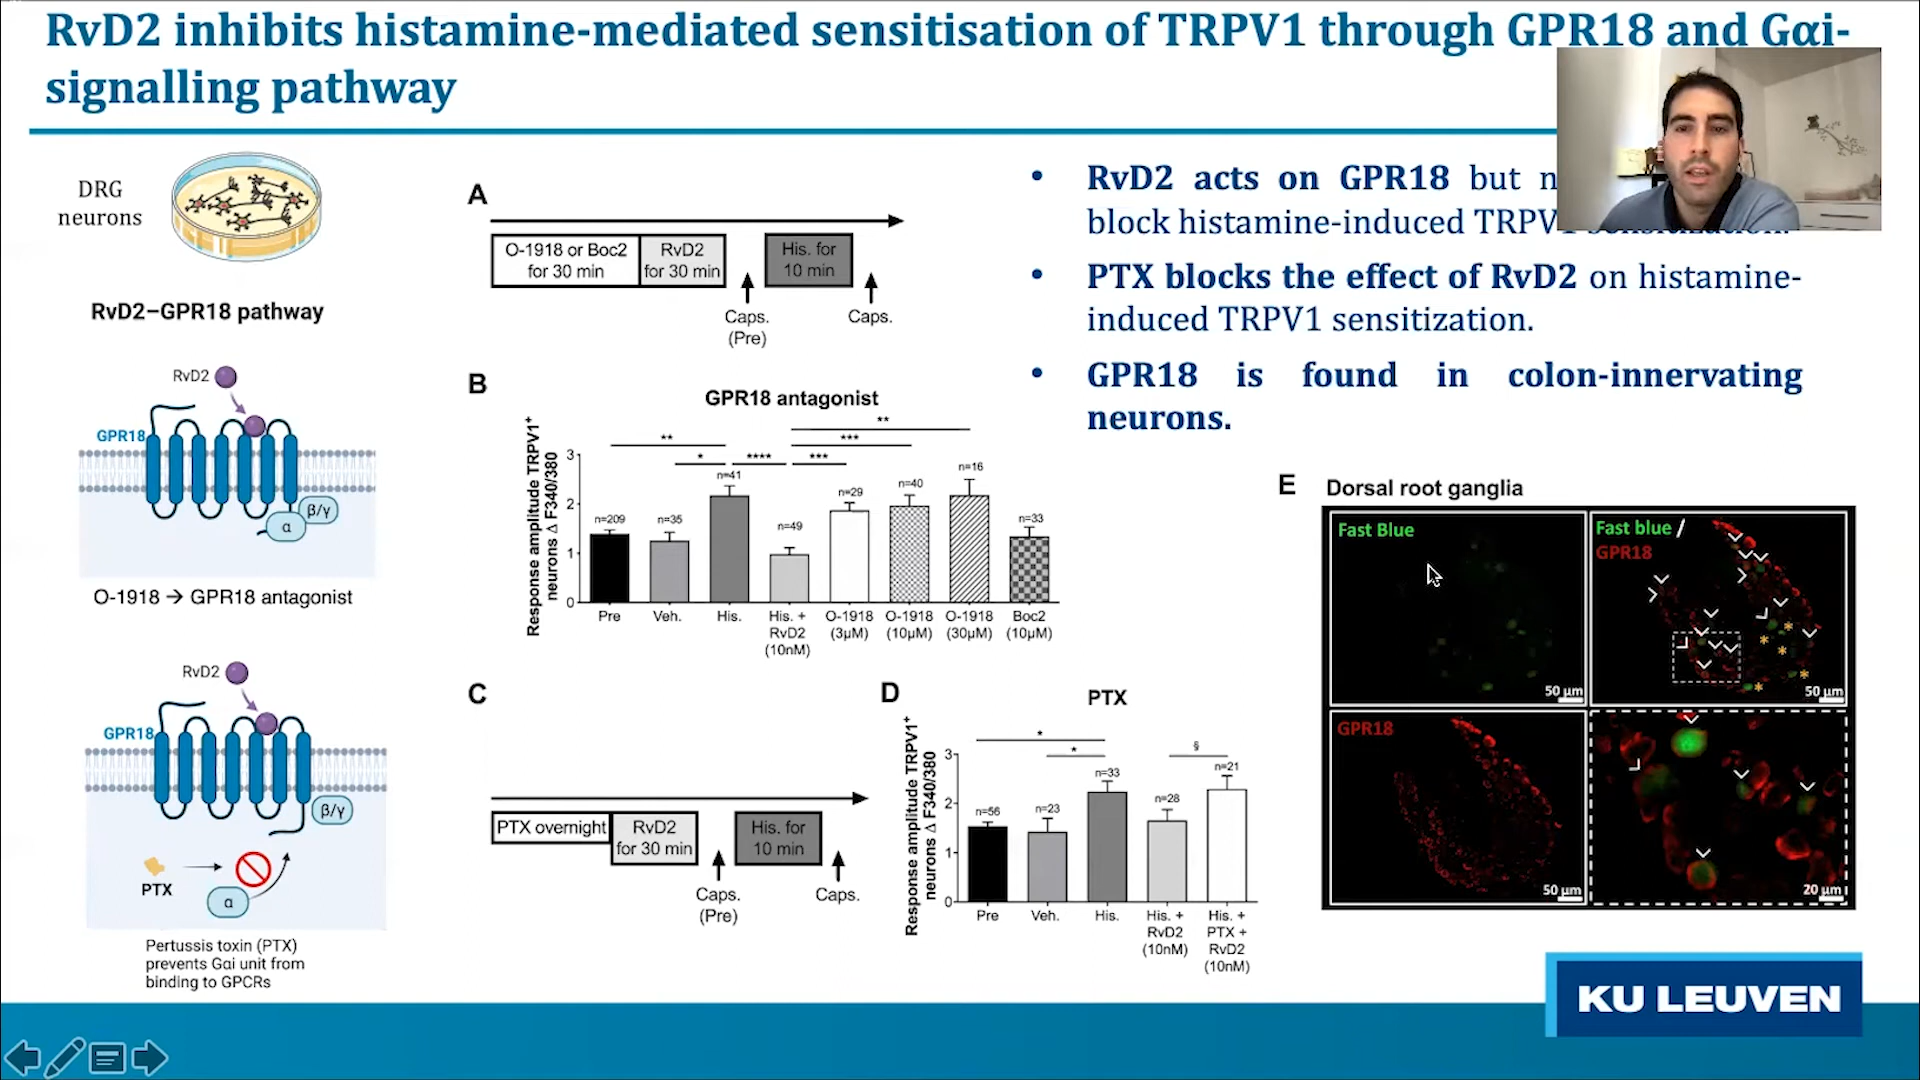 RvD2 inhibits histamine-mediated sensitisation of TRPV1 through GPR18 and Gαi-
signalling pathway
DRG
neurons
RvD2–GPR18 pathway
RvD2
GPR18
β/γ
α
O-1918 → GPR18 antagonist
RvD2
GPR18
β/γ
PTX
α
Pertussis toxin (PTX)
prevents Gαi unit from
binding to GPCRs
A
O-1918 or Boc2
for 30 min
RvD2
for 30 min
His. for
10 min
Caps.
(Pre)
Caps.
B
GPR18 antagonist
Response amplitude TRPV1+
neurons Δ F340/380
3
2
1
0
**
*
****
***
***
**
n=209
n=35
n=41
n=49
n=29
n=40
n=16
n=33
Pre
Veh.
His.
His. +
RvD2
(10nM)
O-1918
(3µM)
O-1918
(10µM)
O-1918
(30µM)
Boc2
(10µM)
C
PTX overnight
RvD2
for 30 min
His. for
10 min
Caps.
(Pre)
Caps.
D
PTX
Response amplitude TRPV1+
neurons Δ F340/380
3
2
1
0
*
*
§
n=56
n=23
n=33
n=28
n=21
Pre
Veh.
His.
His. +
RvD2
(10nM)
His. +
PTX +
RvD2
(10nM)
• RvD2 acts on GPR18 but
block histamine-induced
• PTX blocks the effect of RvD2 on histamine-
induced TRPV1 sensitization.
• GPR18 is found in colon-innervating
neurons.
E
Dorsal root ganglia
Fast Blue
50 µm
Fast blue /
GPR18
50 µm
GPR18
50 µm
20 µm
KU LEUVEN